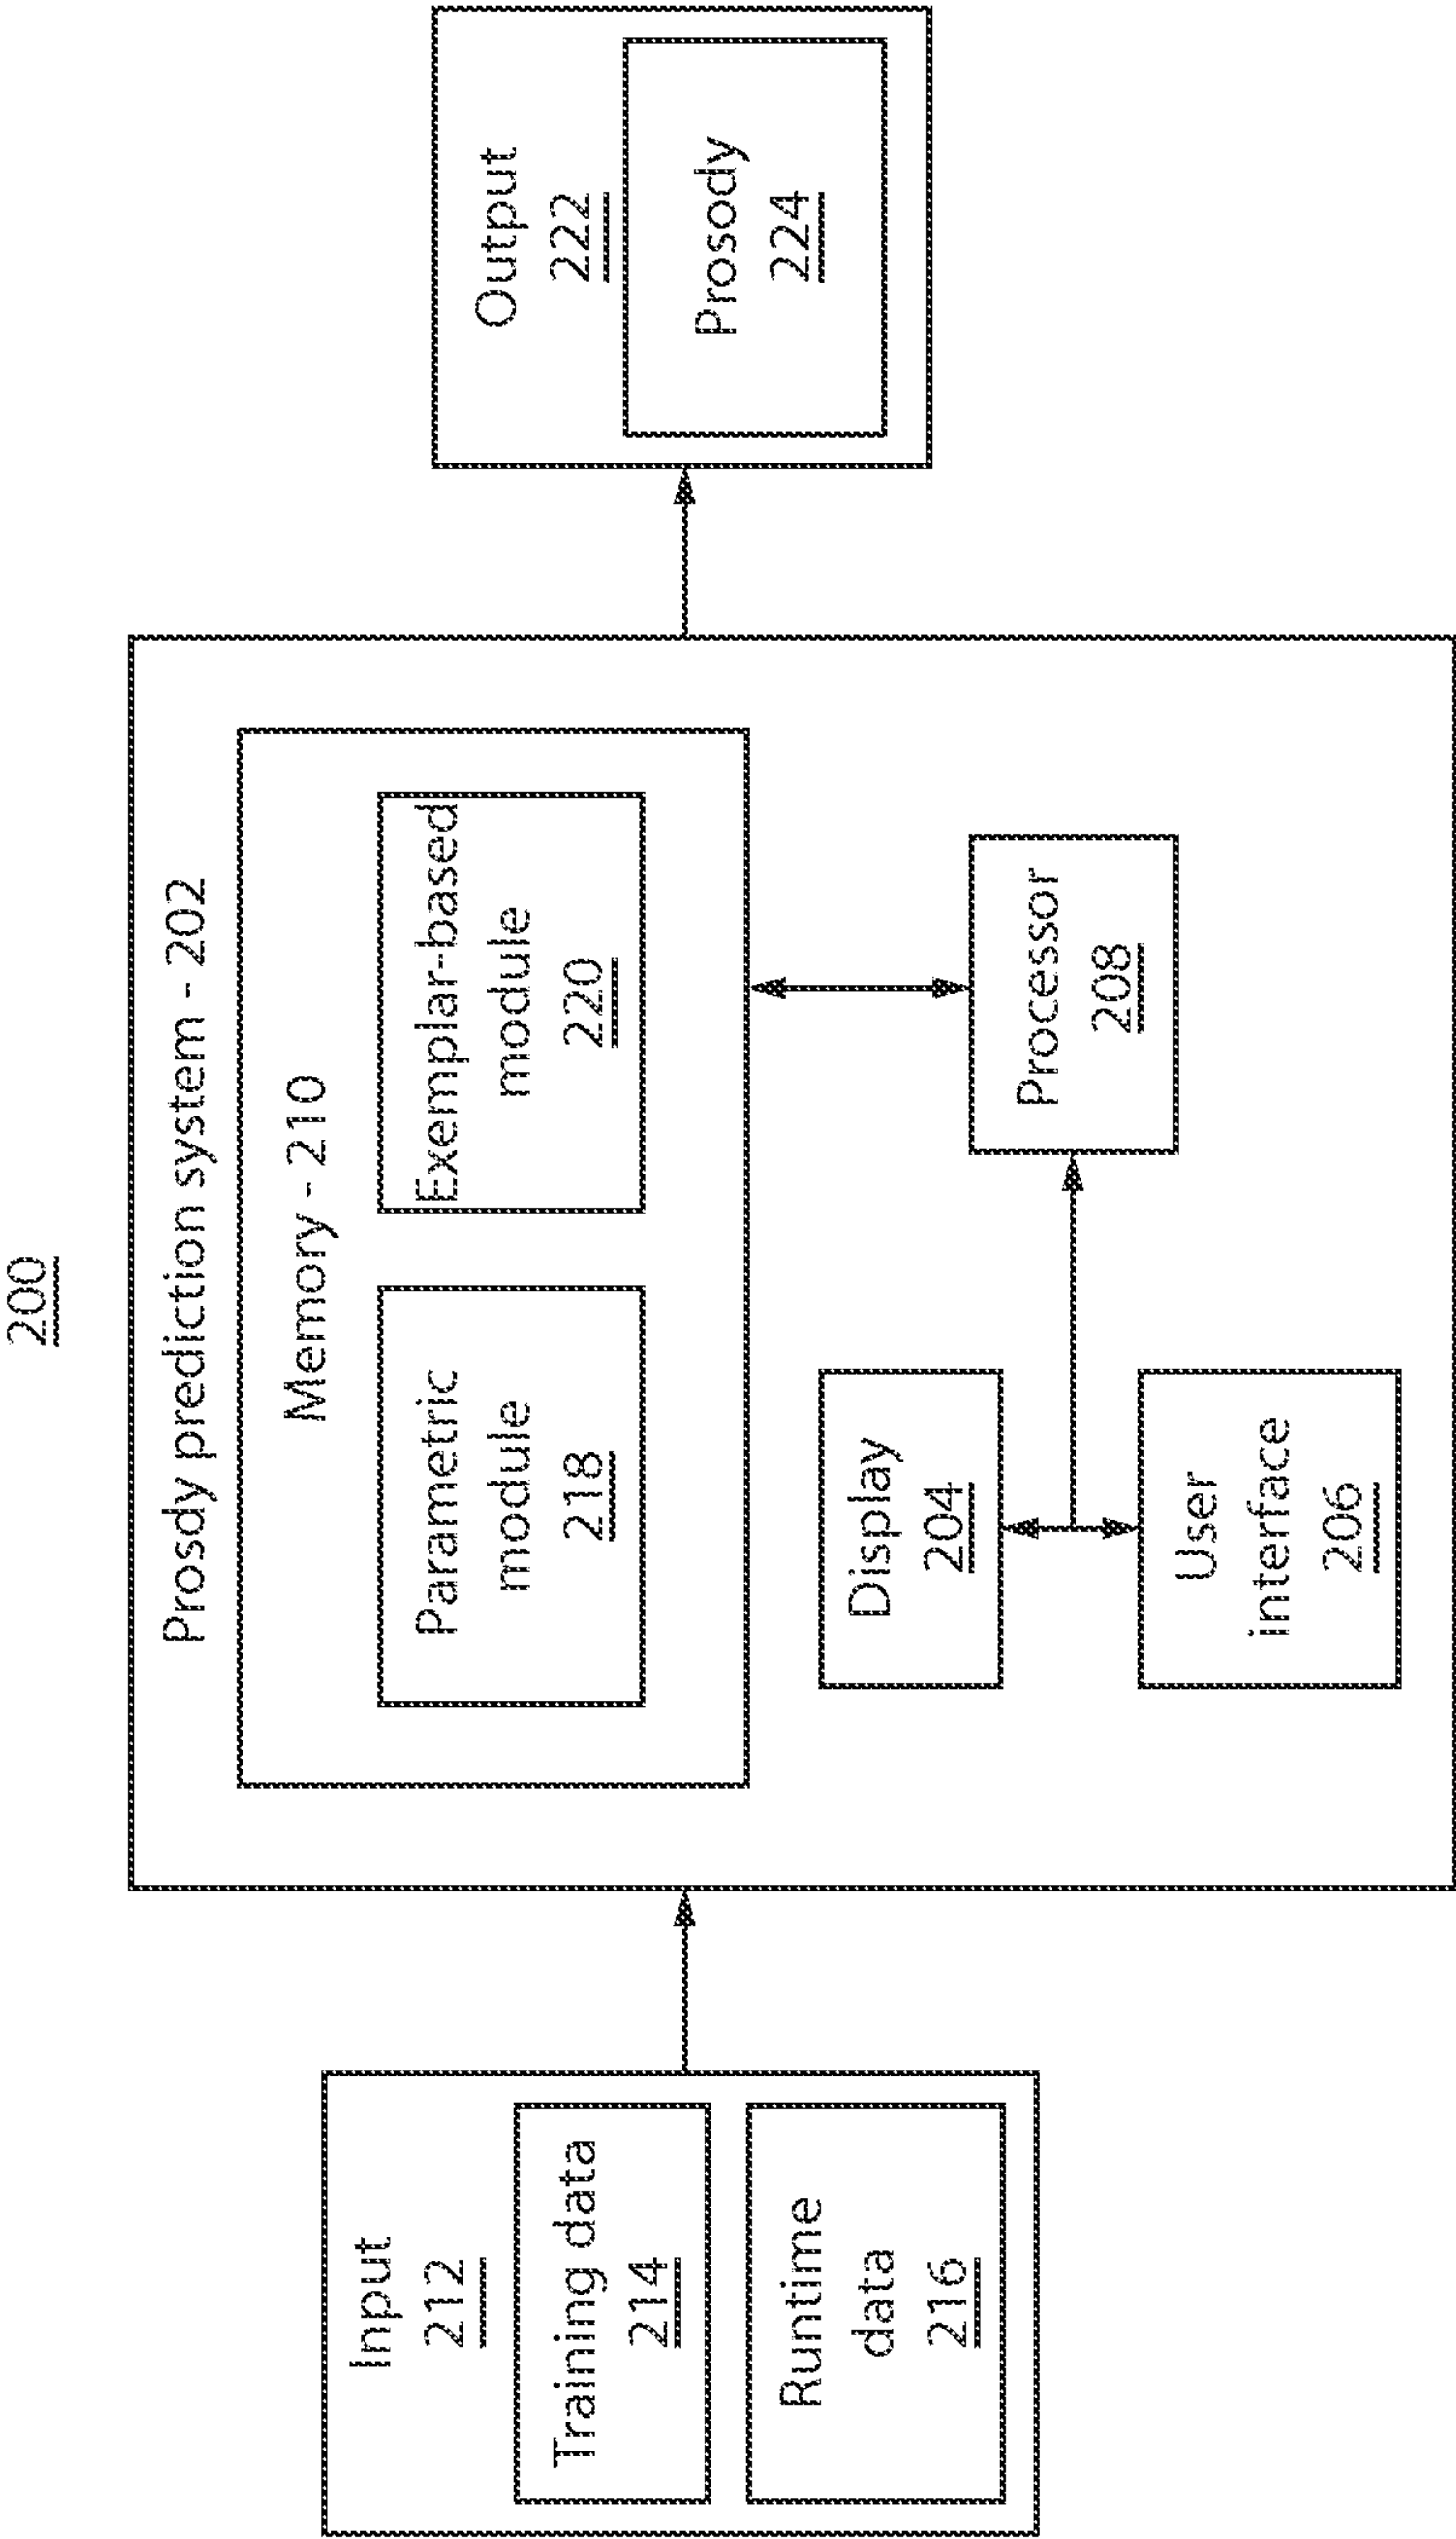 200
Input
212
Training data
214
Runtime
data
216
Prosody prediction system - 202
Memory - 210
Parametric
module
218
Exemplar-based
module
220
Display
204
User
interface
206
Processor
208
Output
222
Prosody
224